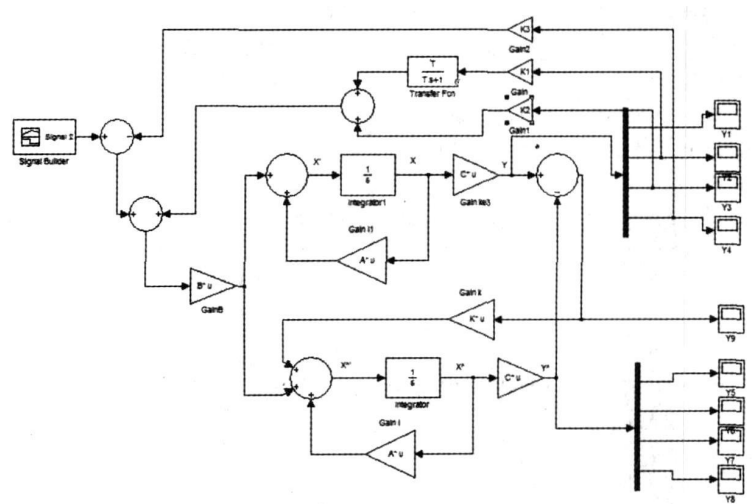 K3
Gain2
T
T.s+1
Transfer Fcn
K1
Gain
K2
Gain1
Signal 2
Signal Builder
Y1
Y2
Y3
Y4
X'
1
s
Integrator1
X
C* u
Gain ke3
Y
Gain l1
A* u
B* u
GainB
Gain k
K* u
Y9
X*'
1
s
Integrator
X*
C* u
Y*
Gain l
A* u
Y5
Y6
Y7
Y8